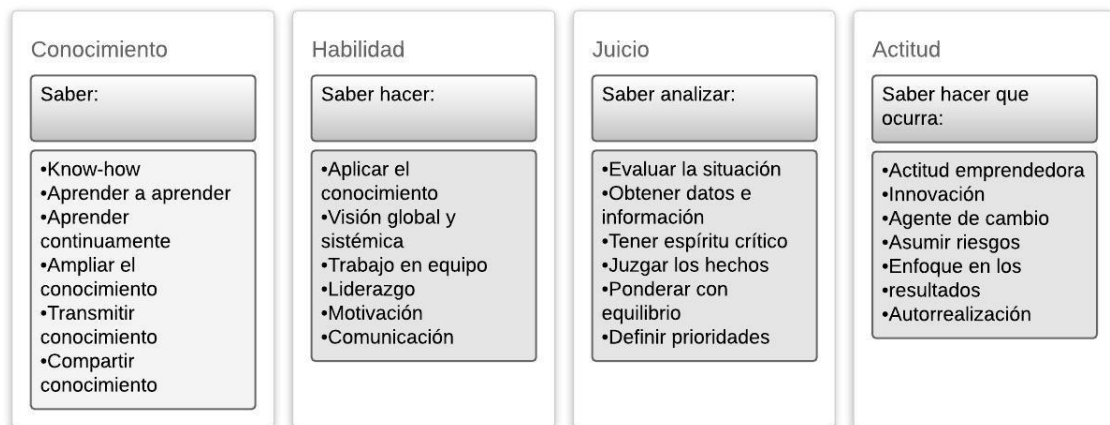 Conocimiento
Saber:
•Know-how
•Aprender a aprender
•Aprender
continuamente
•Ampliar el
conocimiento
•Transmitir
conocimiento
•Compartir
conocimiento
Habilidad
Saber hacer:
•Aplicar el
conocimiento
•Visión global y
sistémica
•Trabajo en equipo
•Liderazgo
•Motivación
•Comunicación
Juicio
Saber analizar:
•Evaluar la situación
•Obtener datos e
información
•Tener espíritu crítico
•Juzgar los hechos
•Ponderar con
equilibrio
•Definir prioridades
Actitud
Saber hacer que
ocurra:
•Actitud emprendedora
•Innovación
•Agente de cambio
•Asumir riesgos
•Enfoque en los
•resultados
•Autorrealización